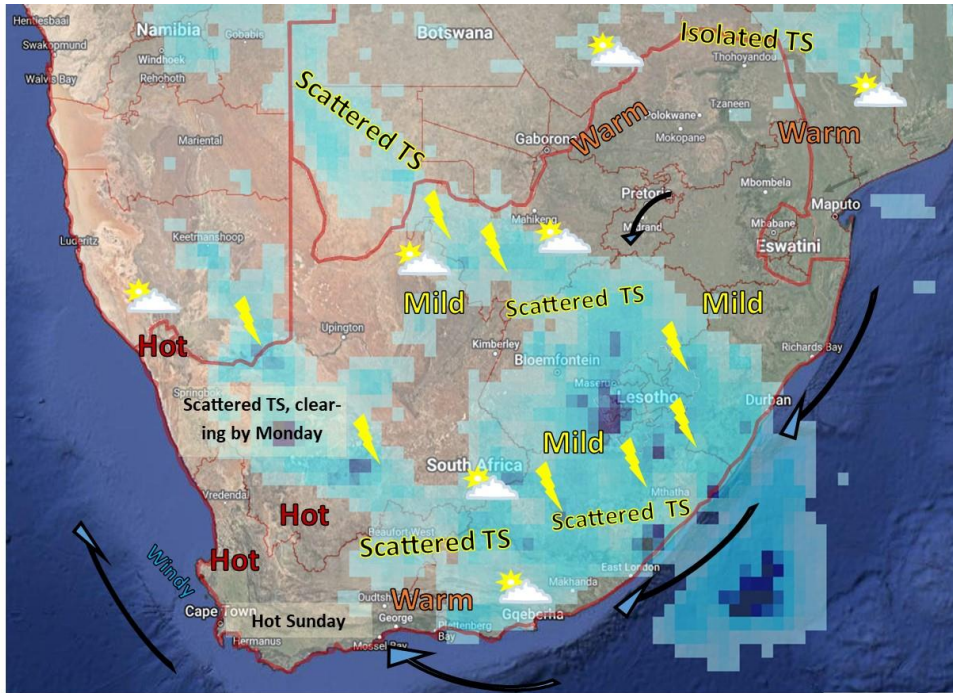 Hentiesbaai
Namibia
Gobabis
Botswana
Isolated TS
Swakopmund
Windhoek
Thohoyandou
Walvis Bay
Rehoboth
Scattered TS
Warm
Polokwane
Tzaneen
Mariental
Gaborone
Mokopane
Warm
Pretoria
Mbombela
Mahikeng
Midrand
Mbabane
Maputo
Luderitz
Keetmanshoop
Eswatini
Mild
Scattered TS
Mild
Hot
Upington
Kimberley
Bloemfontein
Richards Bay
Springbok
Maseru
Lesotho
Durban
Scattered TS, clear-
ing by Monday
Mild
South Africa
Vredendal
Mthatha
Hot
Beaufort West
Scattered TS
Scattered TS
Hot
Windy
East London
Makhanda
Cape Town
Oudtsh
Warm
Gqeberha
Hot Sunday
George
Plettenberg
Bay
Hermanus
Mossel Bay